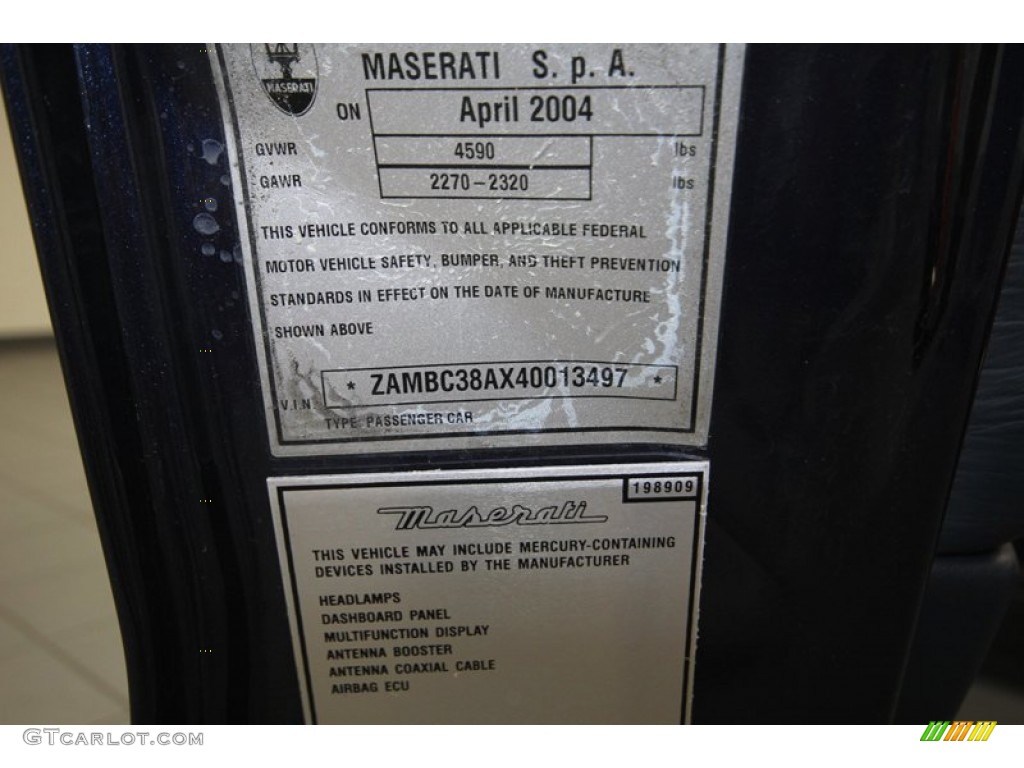 MASERATI
MASERATI S. p. A.
ON April 2004
GVWR 4590 lbs
GAWR 2270-2320 lbs
THIS VEHICLE CONFORMS TO ALL APPLICABLE FEDERAL
MOTOR VEHICLE SAFETY, BUMPER, AND THEFT PREVENTION
STANDARDS IN EFFECT ON THE DATE OF MANUFACTURE
SHOWN ABOVE
V.I.N. * ZAMBC38AX40013497 *
TYPE: PASSENGER CAR
198909
Maserati
THIS VEHICLE MAY INCLUDE MERCURY-CONTAINING
DEVICES INSTALLED BY THE MANUFACTURER
HEADLAMPS
DASHBOARD PANEL
MULTIFUNCTION DISPLAY
ANTENNA BOOSTER
ANTENNA COAXIAL CABLE
AIRBAG ECU
GTCARLOT.COM